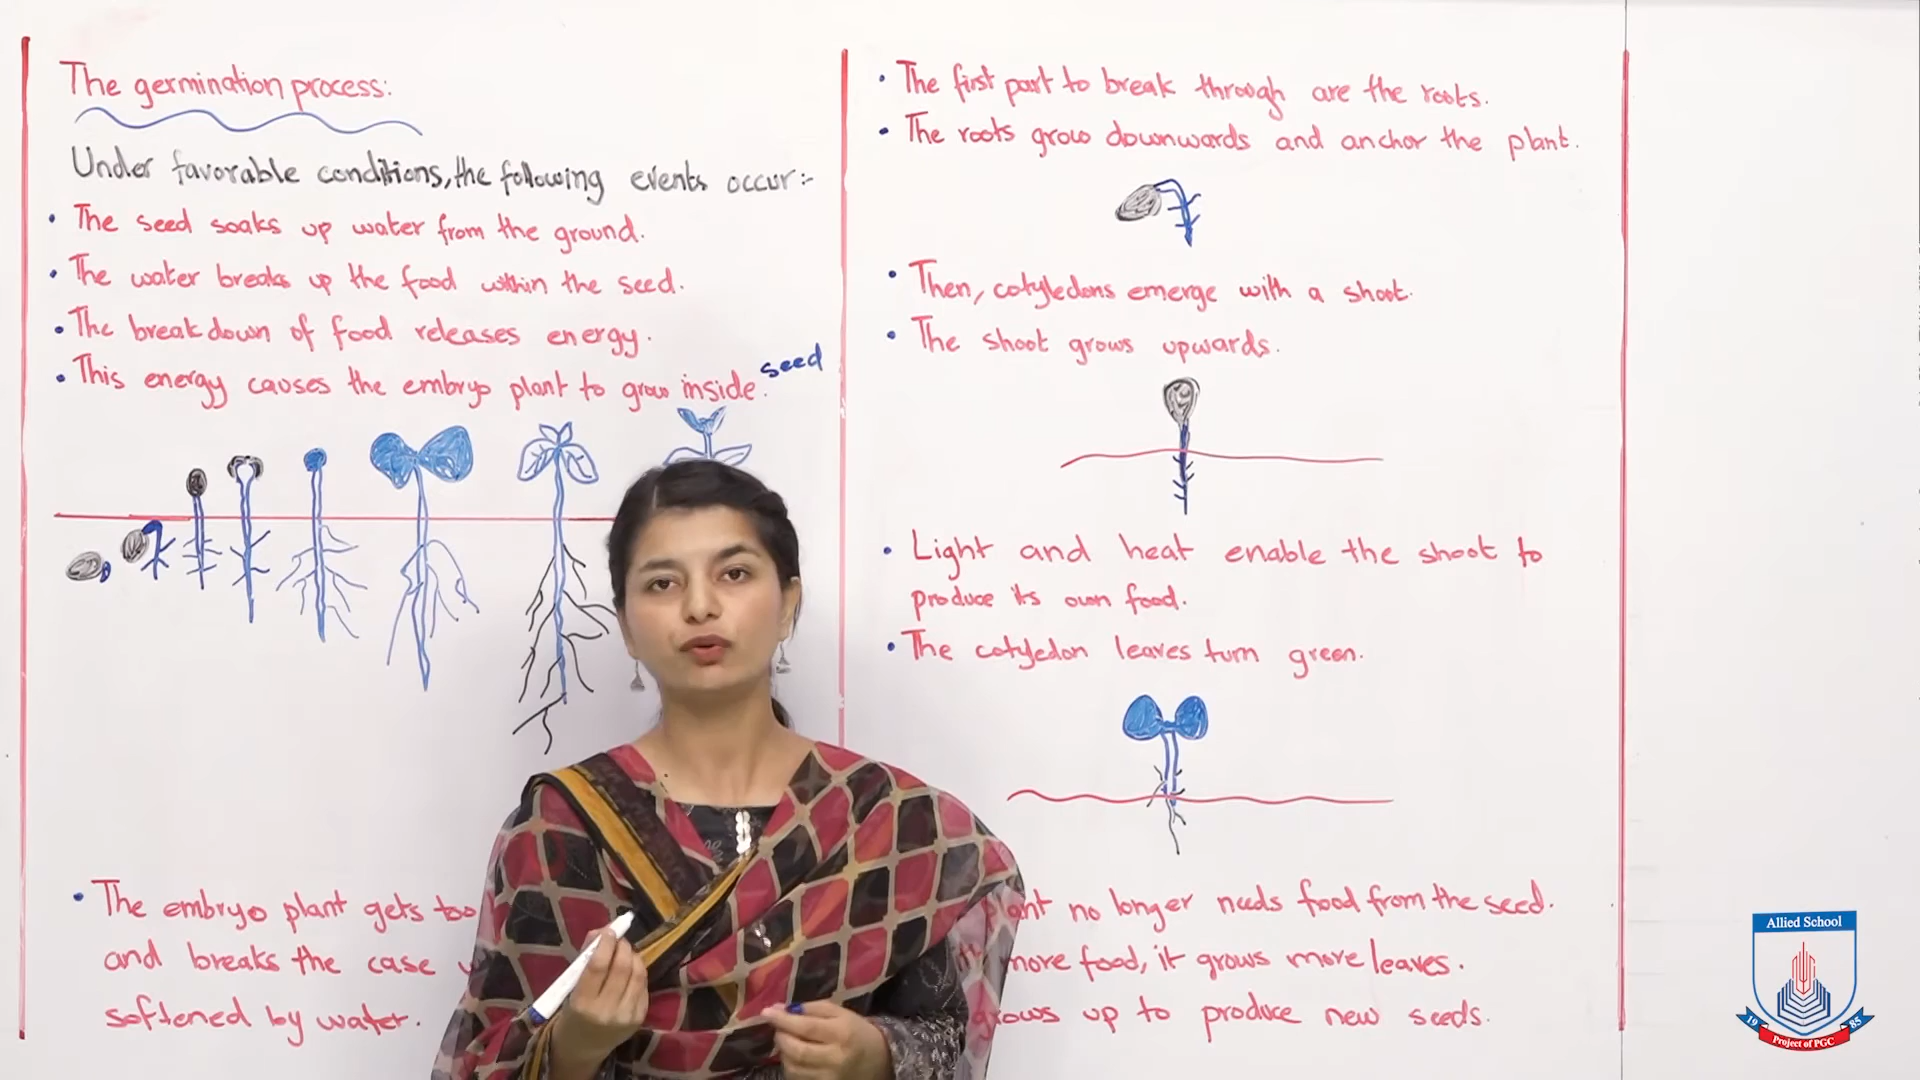 The germination process:
Under favorable conditions, the following events occur:-
• The seed soaks up water from the ground.
• The water breaks up the food within the seed.
• The breakdown of food releases energy.
• This energy causes the embryo plant to grow inside. seed
• The embryo plant gets too
and breaks the case
softened by water.
• The first part to break through are the roots.
• The roots grow downwards and anchor the plant.
• Then, cotyledons emerge with a shoot.
• The shoot grows upwards.
• Light and heat enable the shoot to
produce its own food.
• The cotyledon leaves turn green.
plant no longer needs food from the seed.
more food, it grows more leaves.
grows up to produce new seeds.
Allied School
1985
Project of PGC